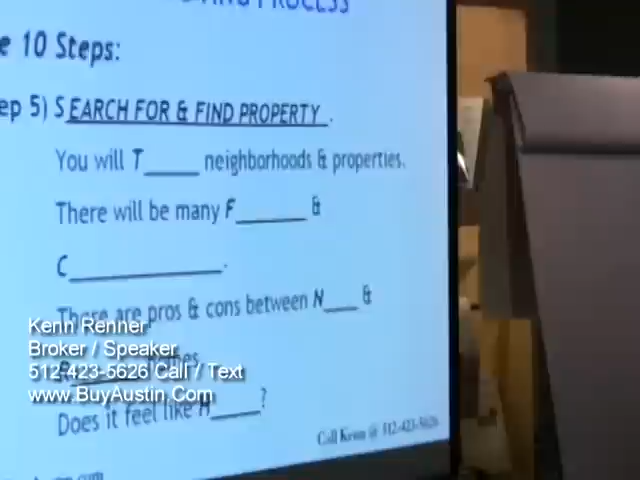 PROCESS
e 10 Steps:
ep 5) SEARCH FOR & FIND PROPERTY.
You will T_____ neighborhoods & properties.
There will be many F_______ &
C______________.
There are pros & cons between N____ &
Kenn Renner
Broker / Speaker
512-423-5626 Call / Text
www.BuyAustin.Com
Does it feel like H_____?
Call Kenn @ 512-423-5626